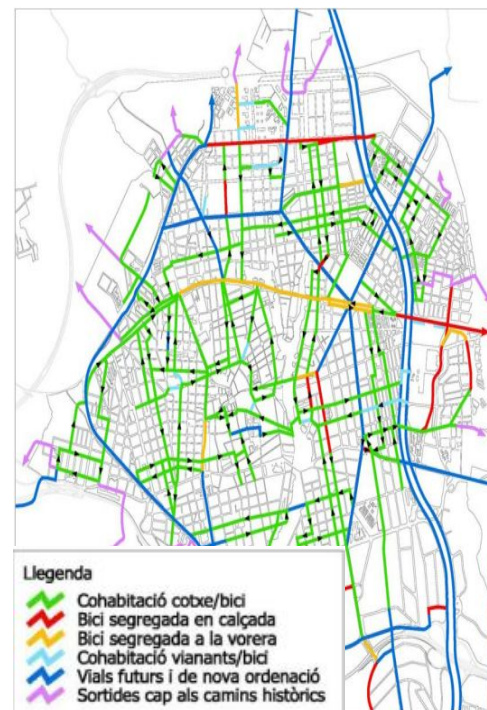 Llegenda
Cohabitació cotxe/bici
Bici segregada en calçada
Bici segregada a la vorera
Cohabitació vianants/bici
Vials futurs i de nova ordenació
Sortides cap als camins històrics